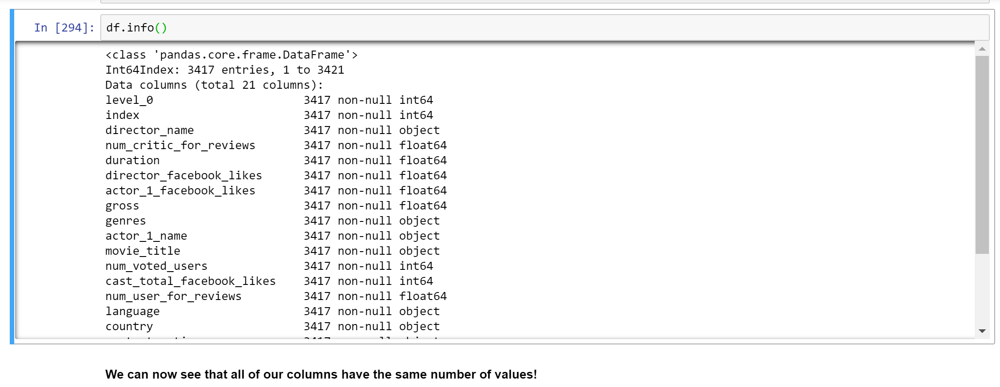 In [294]: df.info()
<class 'pandas.core.frame.DataFrame'>
Int64Index: 3417 entries, 1 to 3421
Data columns (total 21 columns):
level_0 3417 non-null int64
index 3417 non-null int64
director_name 3417 non-null object
num_critic_for_reviews 3417 non-null float64
duration 3417 non-null float64
director_facebook_likes 3417 non-null float64
actor_1_facebook_likes 3417 non-null float64
gross 3417 non-null float64
genres 3417 non-null object
actor_1_name 3417 non-null object
movie_title 3417 non-null object
num_voted_users 3417 non-null int64
cast_total_facebook_likes 3417 non-null int64
num_user_for_reviews 3417 non-null float64
language 3417 non-null object
country 3417 non-null object
We can now see that all of our columns have the same number of values!